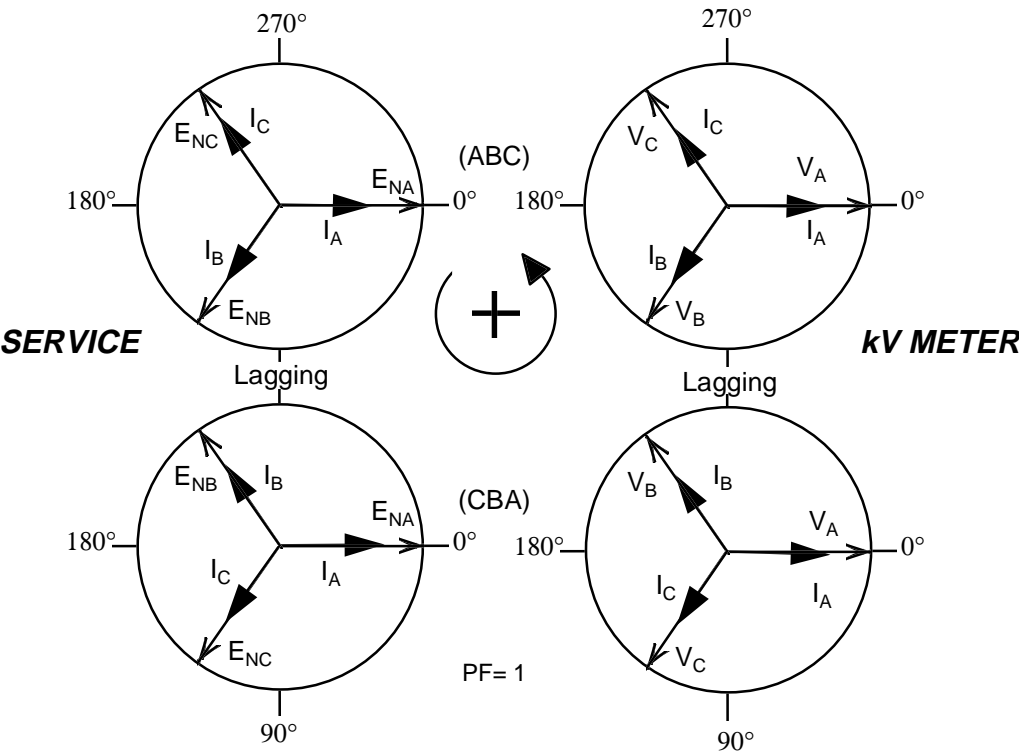 270°
270°
I_C
E_NC
I_C
V_C
(ABC)
E_NA
V_A
180°
0°
180°
0°
I_A
I_A
I_B
I_B
E_NB
V_B
+
SERVICE
kV METER
Lagging
Lagging
E_NB
I_B
V_B
I_B
(CBA)
E_NA
V_A
180°
0°
180°
0°
I_C
I_A
I_C
I_A
E_NC
V_C
PF= 1
90°
90°